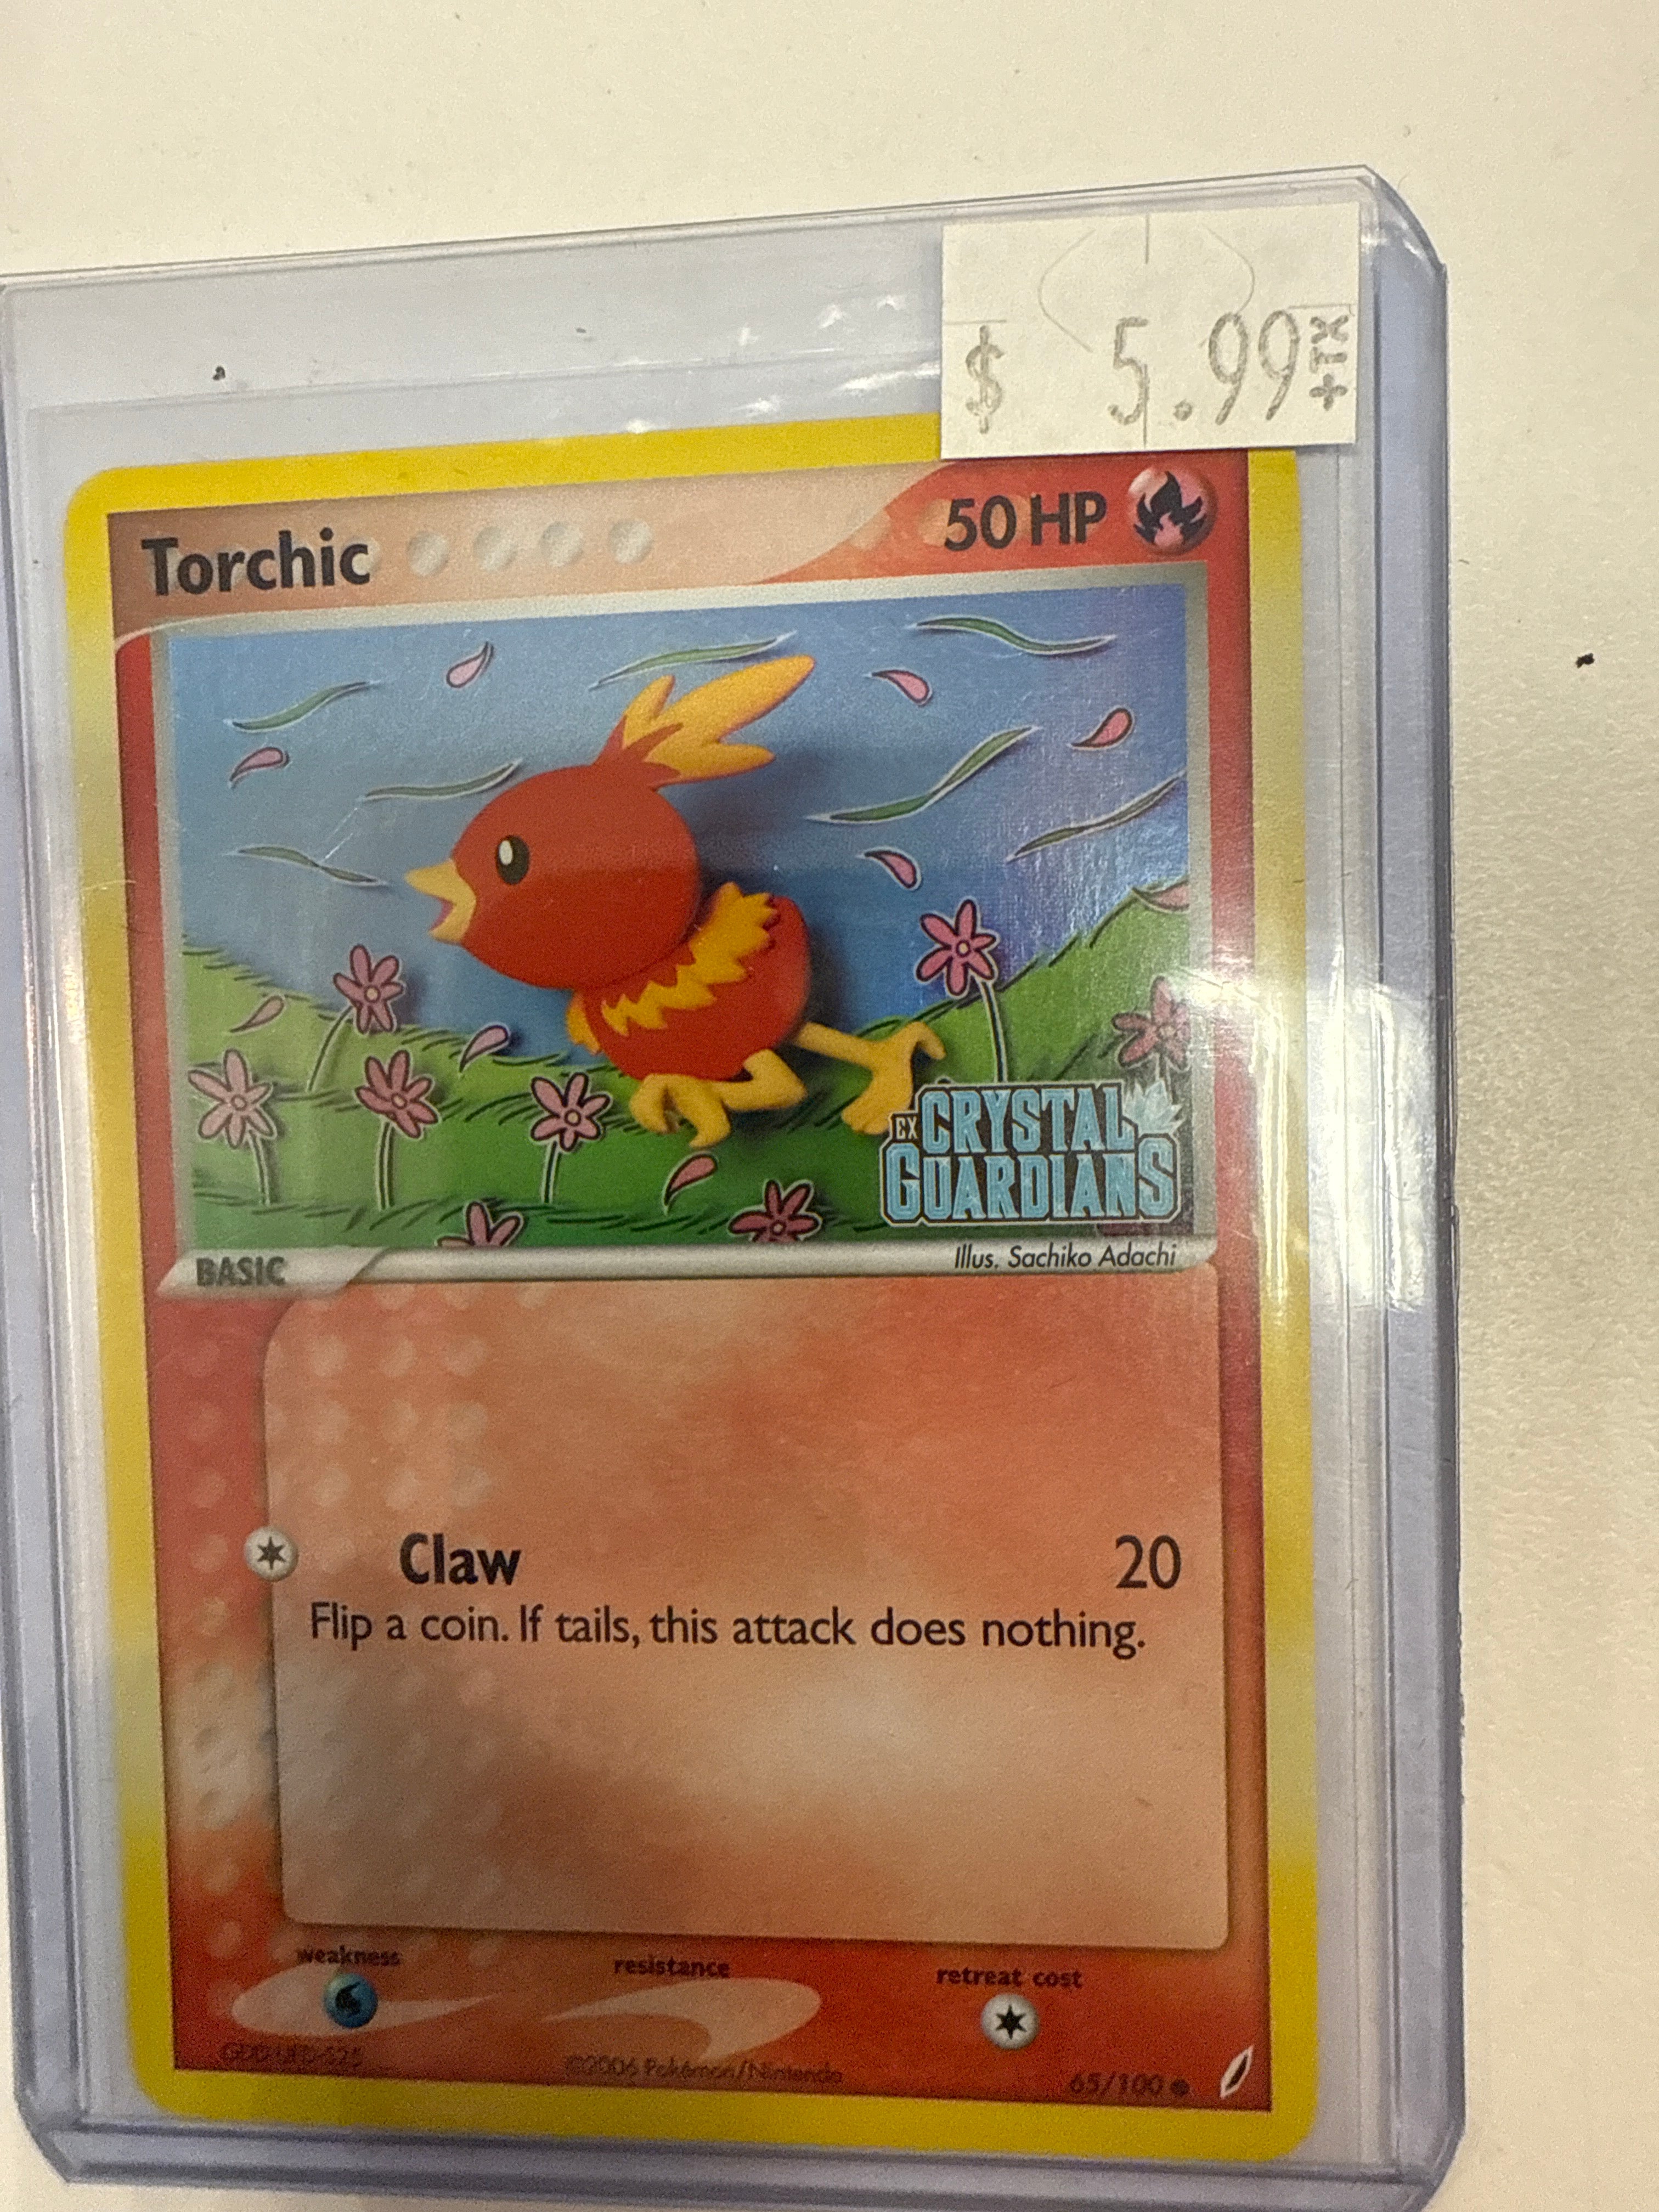 $ 5.99 +TX
Torchic 50 HP
EX CRYSTAL
GUARDIANS
BASIC Illus. Sachiko Adachi
Claw 20
Flip a coin. If tails, this attack does nothing.
weakness resistance retreat cost
©2006 Pokémon/Nintendo 65/100